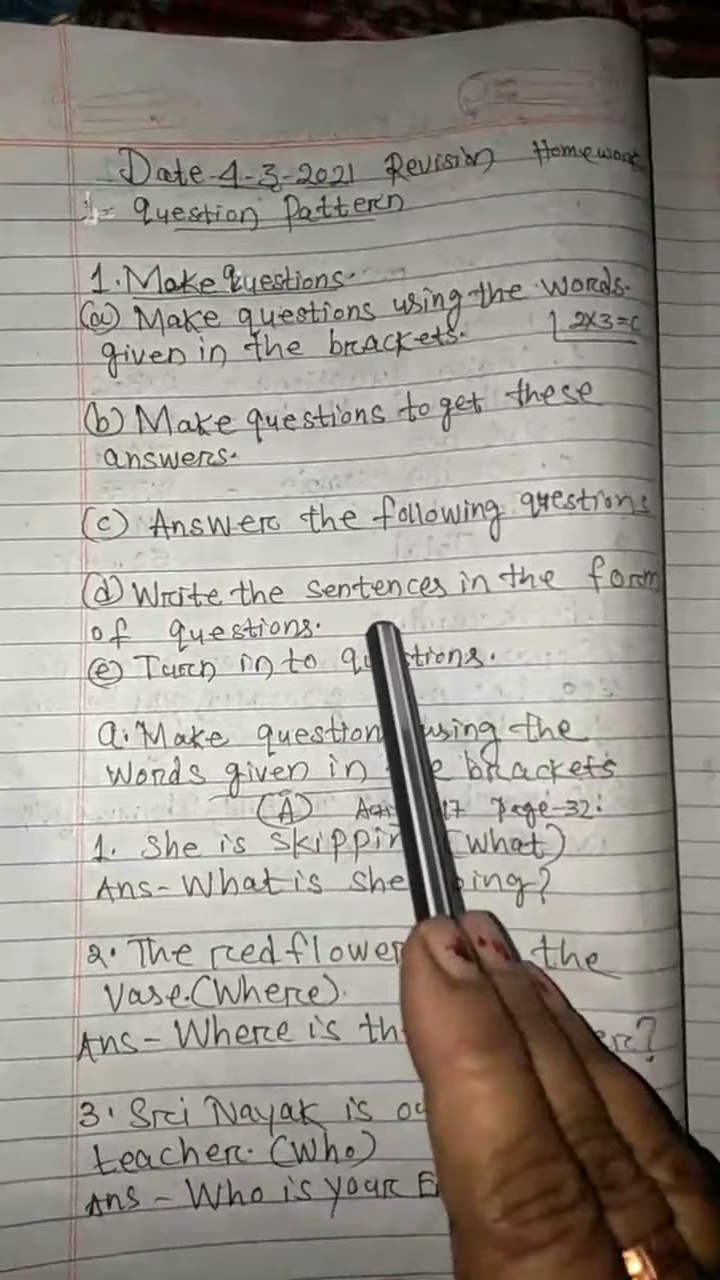 Date-4-3-2021 Revision Homework
1= Question Pattern
1. Make Questions.
(a) Make questions using the words.
given in the brackets. 2x3=6
(b) Make questions to get these
answers.
(c) Answer the following questions
(d) Write the sentences in the form
of questions.
(e) Turn in to
a. Make question using the
words given in brackets
(A) 17 Page-32:
1. She is (what)
Ans- What is she
2. The red flower the
vase. (Where).
Ans- Where is
3. Sri Nayak is
teacher. (Who)
Ans - Who is your